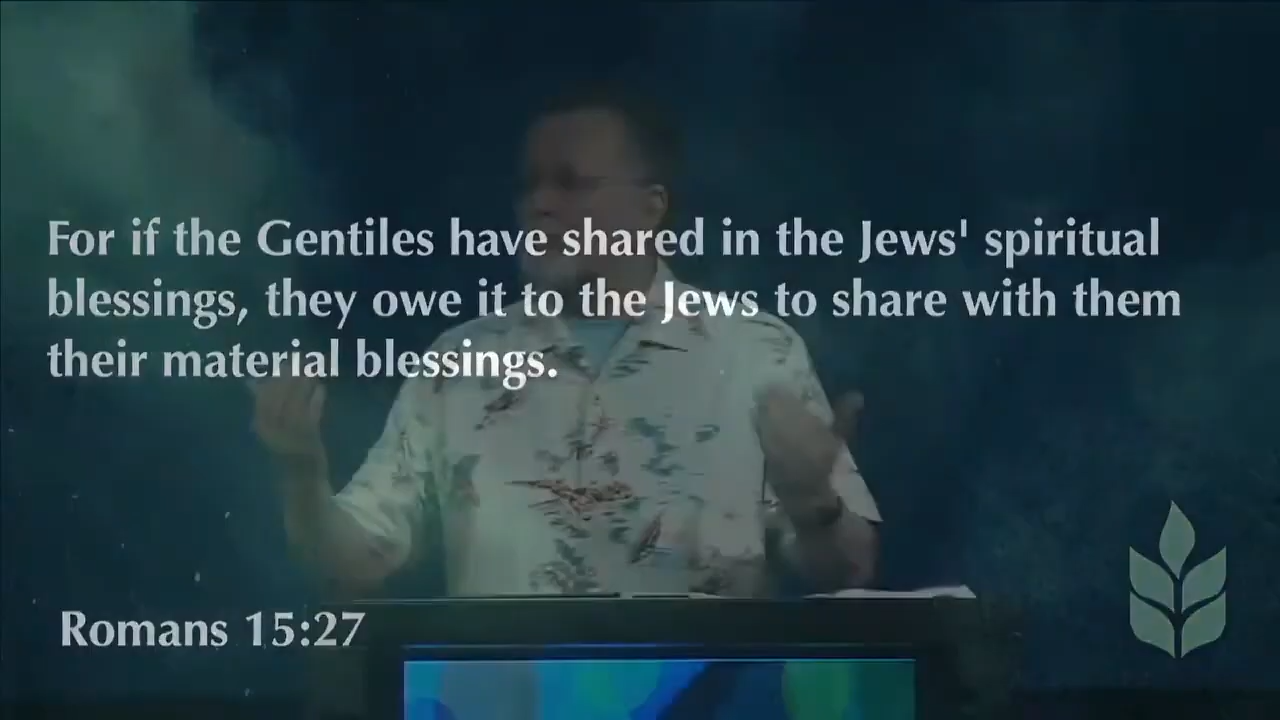 For if the Gentiles have shared in the Jews' spiritual
blessings, they owe it to the Jews to share with them
their material blessings.
Romans 15:27